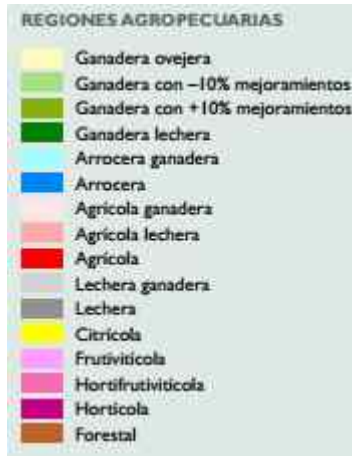 REGIONES AGROPECUARIAS
Ganadera ovejera
Ganadera con –10% mejoramientos
Ganadera con +10% mejoramientos
Ganadera lechera
Arrocera ganadera
Arrocera
Agrícola ganadera
Agrícola lechera
Agrícola
Lechera ganadera
Lechera
Citrícola
Frutivitícola
Hortifrutivitícola
Hortícola
Forestal